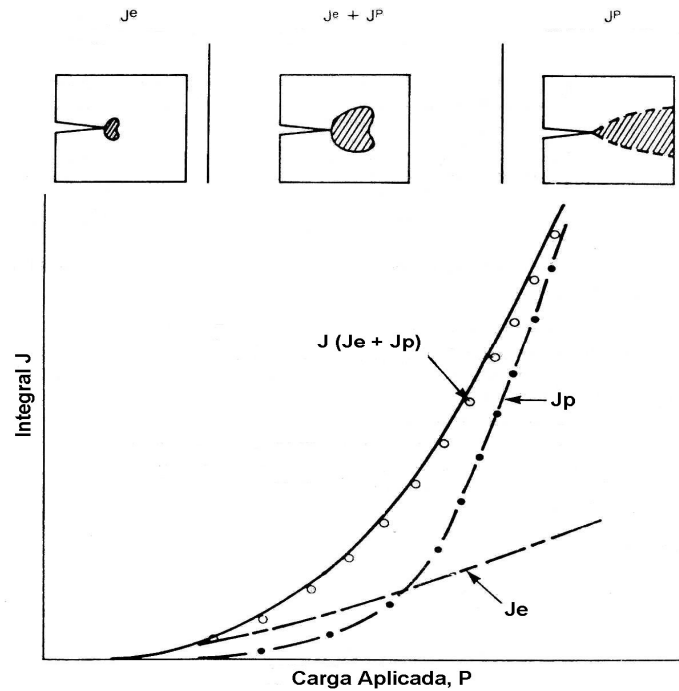 Je
Je + JP
JP
J (Je + Jp)
Jp
Je
Integral J
Carga Aplicada, P